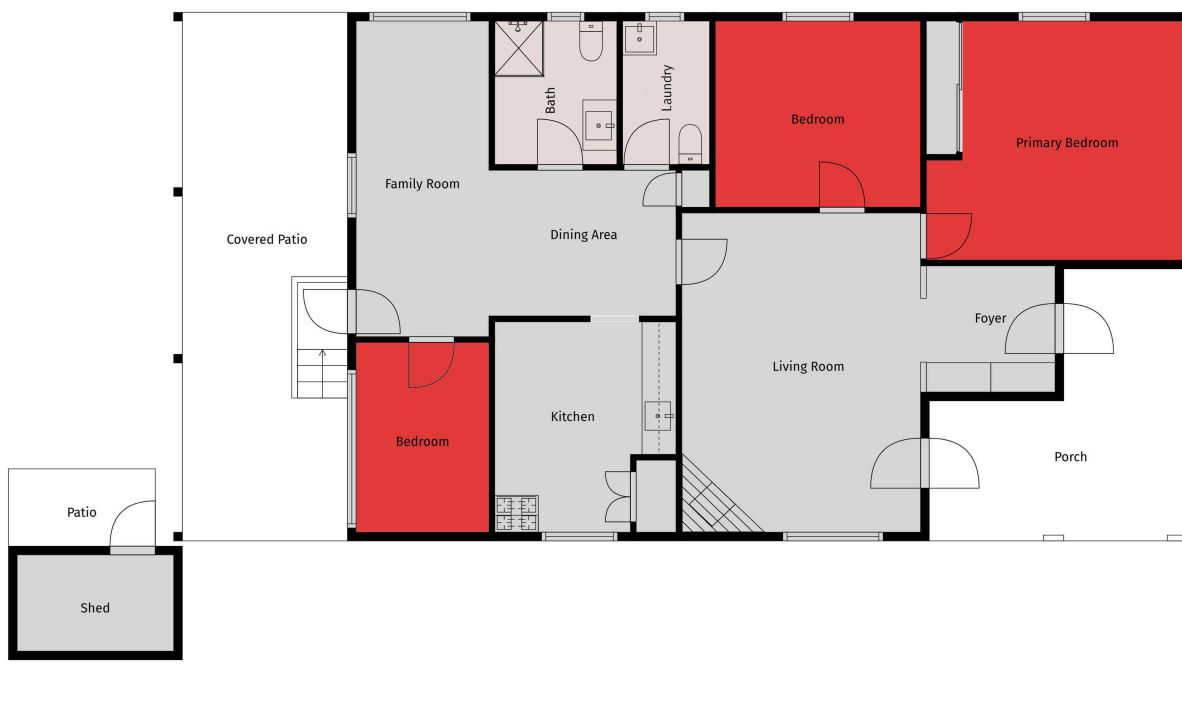 Bath
Laundry
Bedroom
Primary Bedroom
Family Room
Covered Patio
Dining Area
Foyer
Living Room
Kitchen
Bedroom
Porch
Patio
Shed